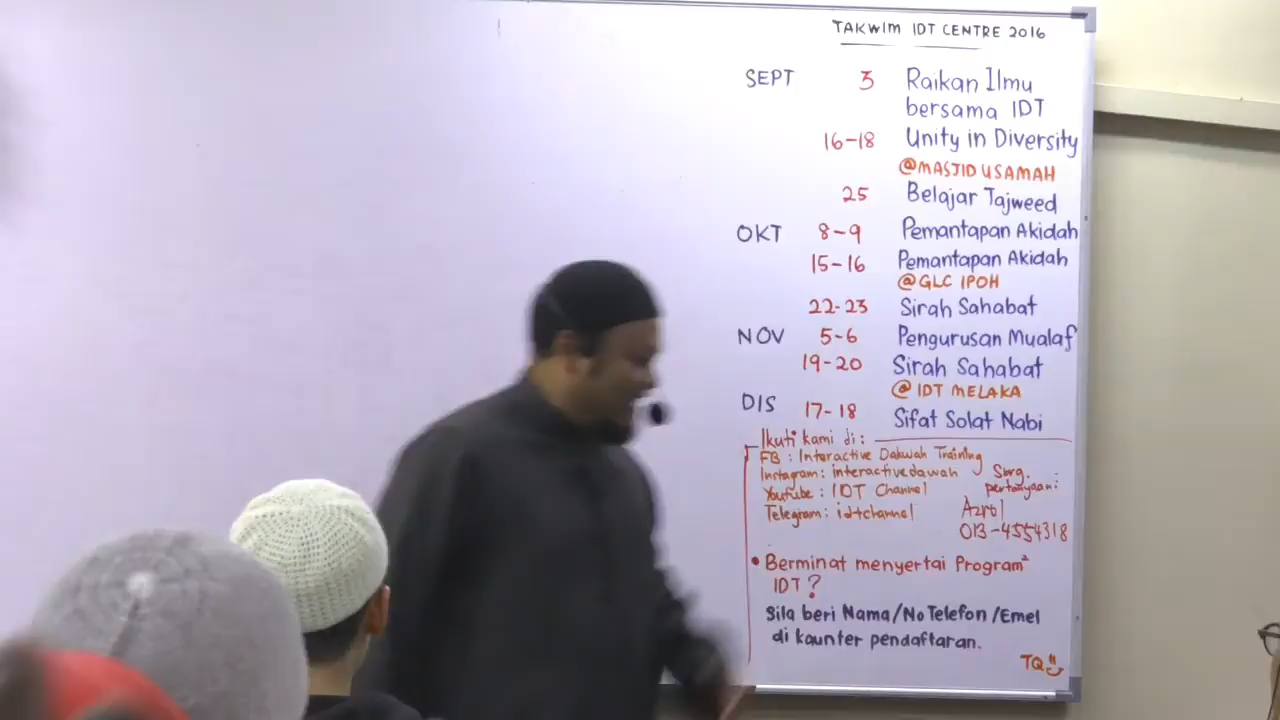 TAKWIM IDT CENTRE 2016
SEPT 3 Raikan Ilmu
bersama IDT
16-18 Unity in Diversity
@MASJID USAMAH
25 Belajar Tajweed
OKT 8-9 Pemantapan Akidah
15-16 Pemantapan Akidah
@GLC IPOH
22-23 Sirah Sahabat
NOV 5-6 Pengurusan Mualaf
19-20 Sirah Sahabat
@ IDT MELAKA
DIS 17-18 Sifat Solat Nabi
Ikuti kami di:
FB : Interactive Dakwah Training
Instagram: interactivedawah
Youtube : IDT Channel
Telegram: idtchannel
Sbrg.
pertanyaan:
Azrol
013-4554318
• Berminat menyertai Program²
IDT?
Sila beri Nama/No Telefon/Emel
di kaunter pendaftaran.
TQ